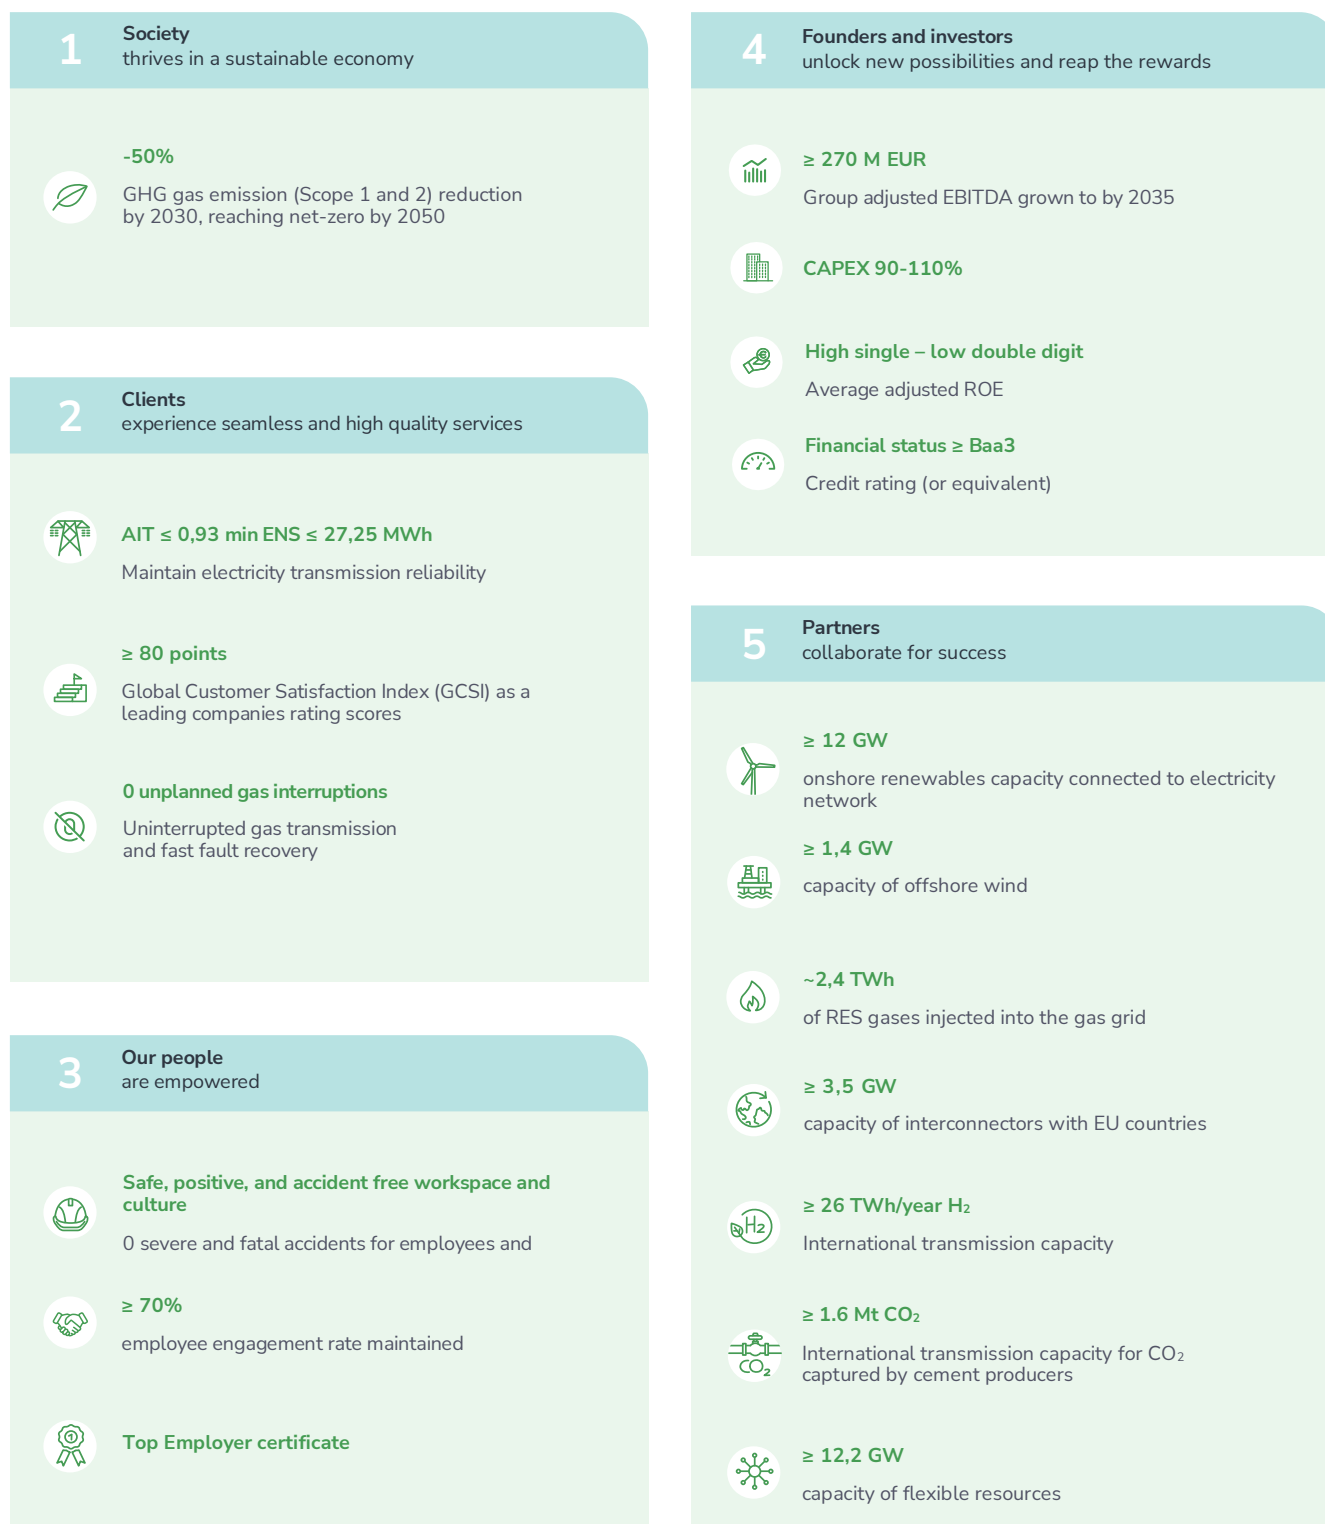 1
Society
thrives in a sustainable economy
-50%
GHG gas emission (Scope 1 and 2) reduction
by 2030, reaching net-zero by 2050
2
Clients
experience seamless and high quality services
AIT ≤ 0,93 min ENS ≤ 27,25 MWh
Maintain electricity transmission reliability
≥ 80 points
Global Customer Satisfaction Index (GCSI) as a
leading companies rating scores
0 unplanned gas interruptions
Uninterrupted gas transmission
and fast fault recovery
3
Our people
are empowered
Safe, positive, and accident free workspace and
culture
0 severe and fatal accidents for employees and
≥ 70%
employee engagement rate maintained
1
Top Employer certificate
4
Founders and investors
unlock new possibilities and reap the rewards
≥ 270 M EUR
Group adjusted EBITDA grown to by 2035
CAPEX 90-110%
€
High single – low double digit
Average adjusted ROE
Financial status ≥ Baa3
Credit rating (or equivalent)
5
Partners
collaborate for success
≥ 12 GW
onshore renewables capacity connected to electricity
network
≥ 1,4 GW
capacity of offshore wind
~2,4 TWh
of RES gases injected into the gas grid
≥ 3,5 GW
capacity of interconnectors with EU countries
H2
≥ 26 TWh/year H₂
International transmission capacity
CO2
≥ 1.6 Mt CO₂
International transmission capacity for CO₂
captured by cement producers
≥ 12,2 GW
capacity of flexible resources